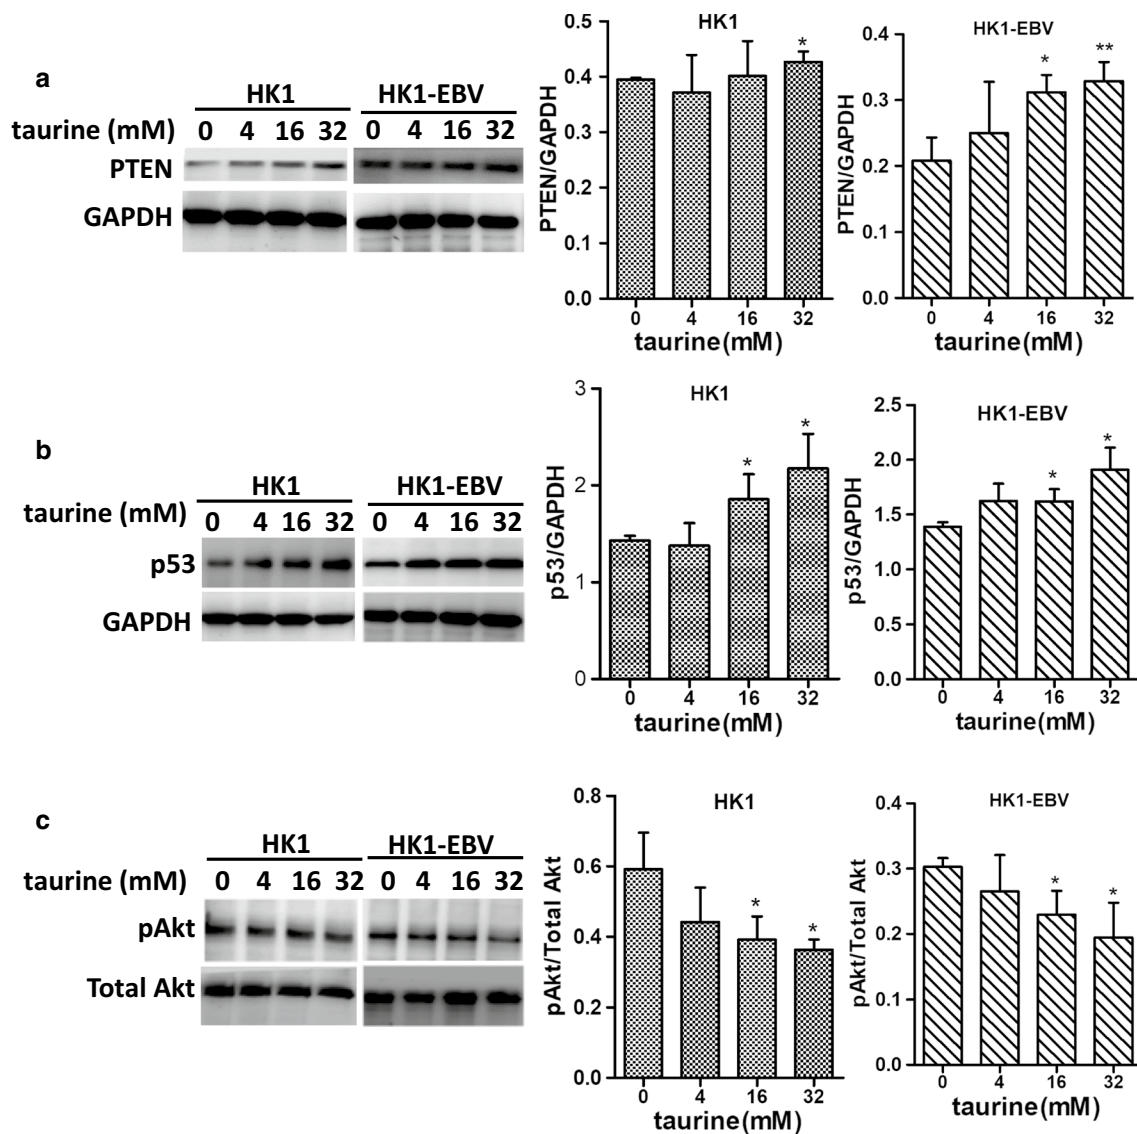 a
HK1 HK1-EBV
taurine (mM) 0 4 16 32 0 4 16 32
PTEN
GAPDH
HK1
PTEN/GAPDH
0.5
0.4
0.3
0.2
0.1
0.0
*
0 4 16 32
taurine(mM)
HK1-EBV
PTEN/GAPDH
0.4
0.3
0.2
0.1
0.0
* **
0 4 16 32
taurine(mM)
b
HK1 HK1-EBV
taurine (mM) 0 4 16 32 0 4 16 32
p53
GAPDH
HK1
p53/GAPDH
3
2
1
0
* *
0 4 16 32
taurine(mM)
HK1-EBV
p53/GAPDH
2.5
2.0
1.5
1.0
0.5
0.0
* *
0 4 16 32
taurine(mM)
c
HK1 HK1-EBV
taurine (mM) 0 4 16 32 0 4 16 32
pAkt
Total Akt
HK1
pAkt/Total Akt
0.8
0.6
0.4
0.2
0.0
* *
0 4 16 32
taurine(mM)
HK1-EBV
pAkt/Total Akt
0.4
0.3
0.2
0.1
0.0
* *
0 4 16 32
taurine(mM)